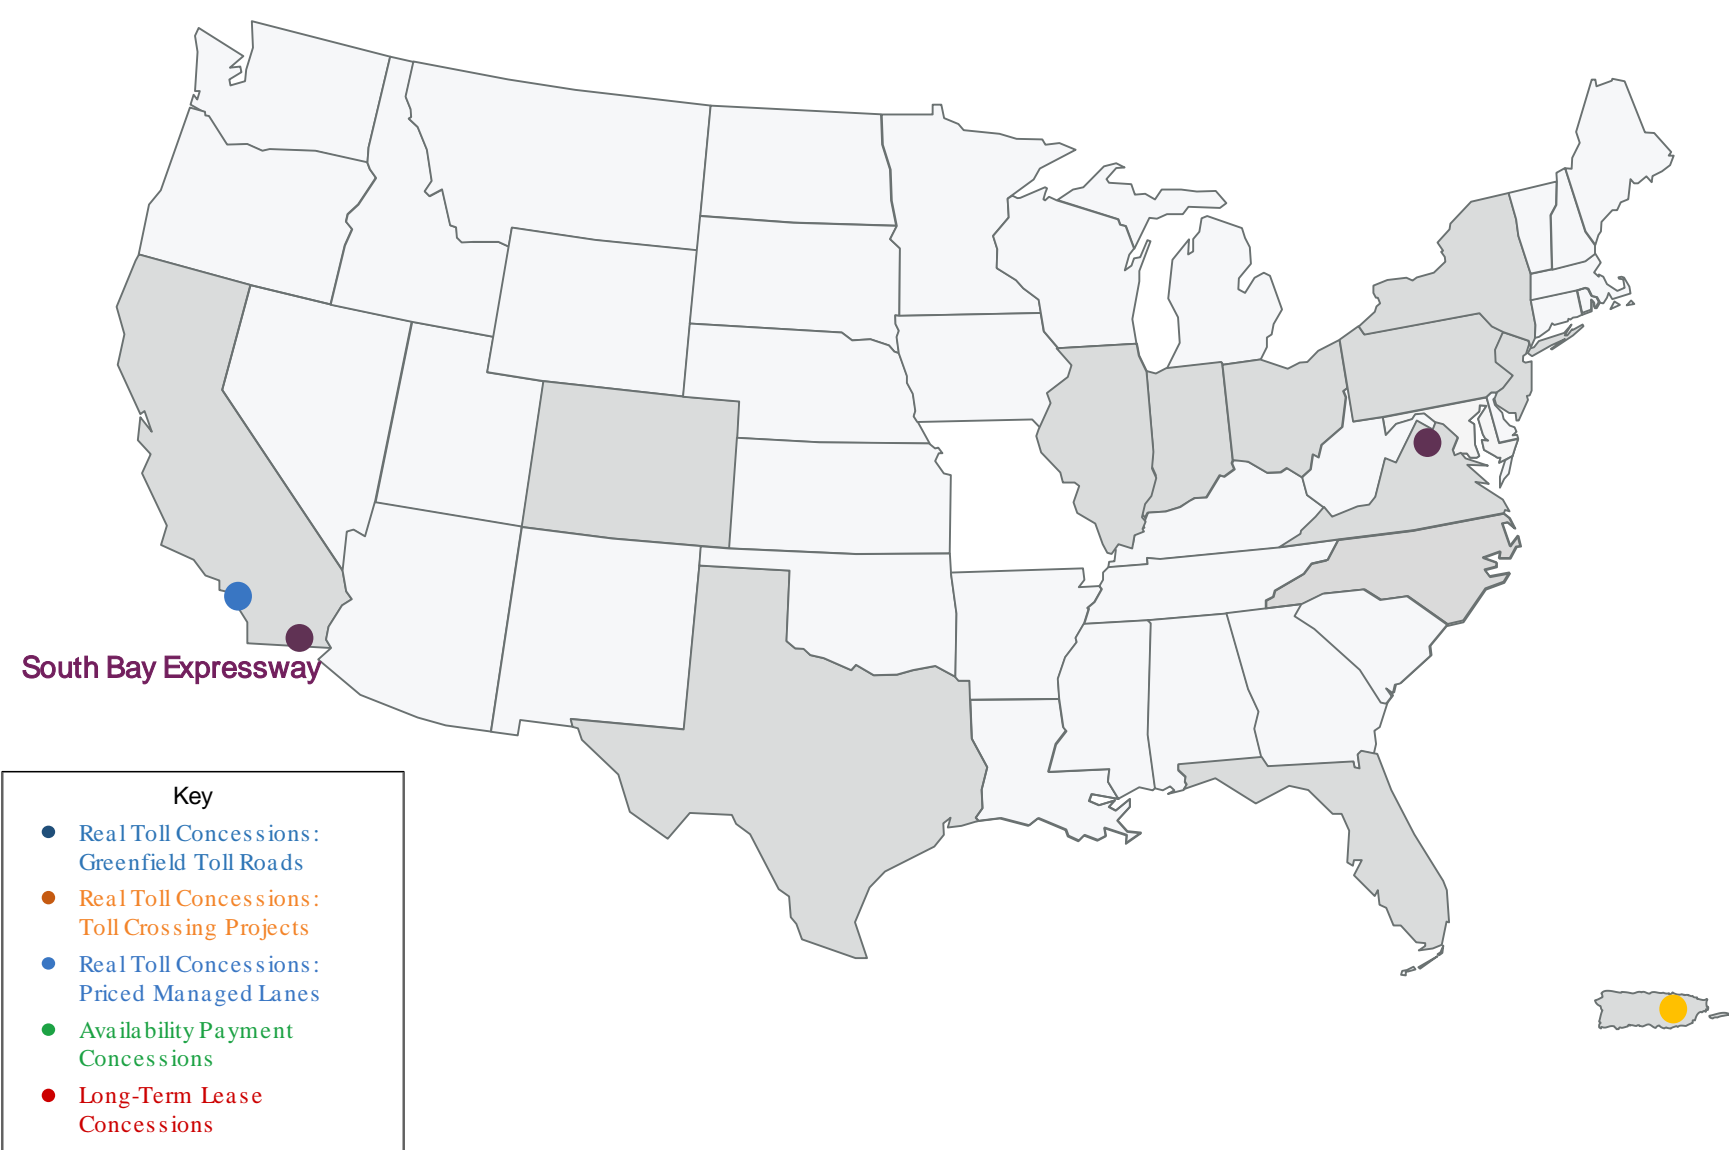 South Bay Expressway
Key
Real Toll Concessions:
Greenfield Toll Roads
Real Toll Concessions:
Toll Crossing Projects
Real Toll Concessions:
Priced Managed Lanes
Availability Payment
Concessions
Long-Term Lease
Concessions